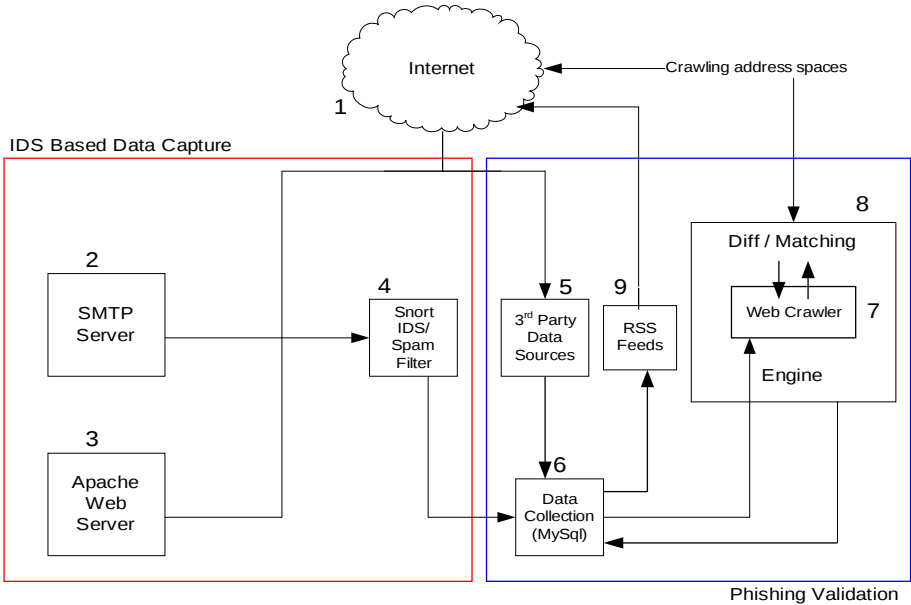 Internet
Crawling address spaces
1
IDS Based Data Capture
8
2
Diff / Matching
4
5
9
SMTP
Server
Snort
IDS/
Spam
Filter
3rd Party
Data
Sources
RSS
Feeds
Web Crawler
7
Engine
3
6
Apache
Web
Server
Data
Collection
(MySql)
Phishing Validation